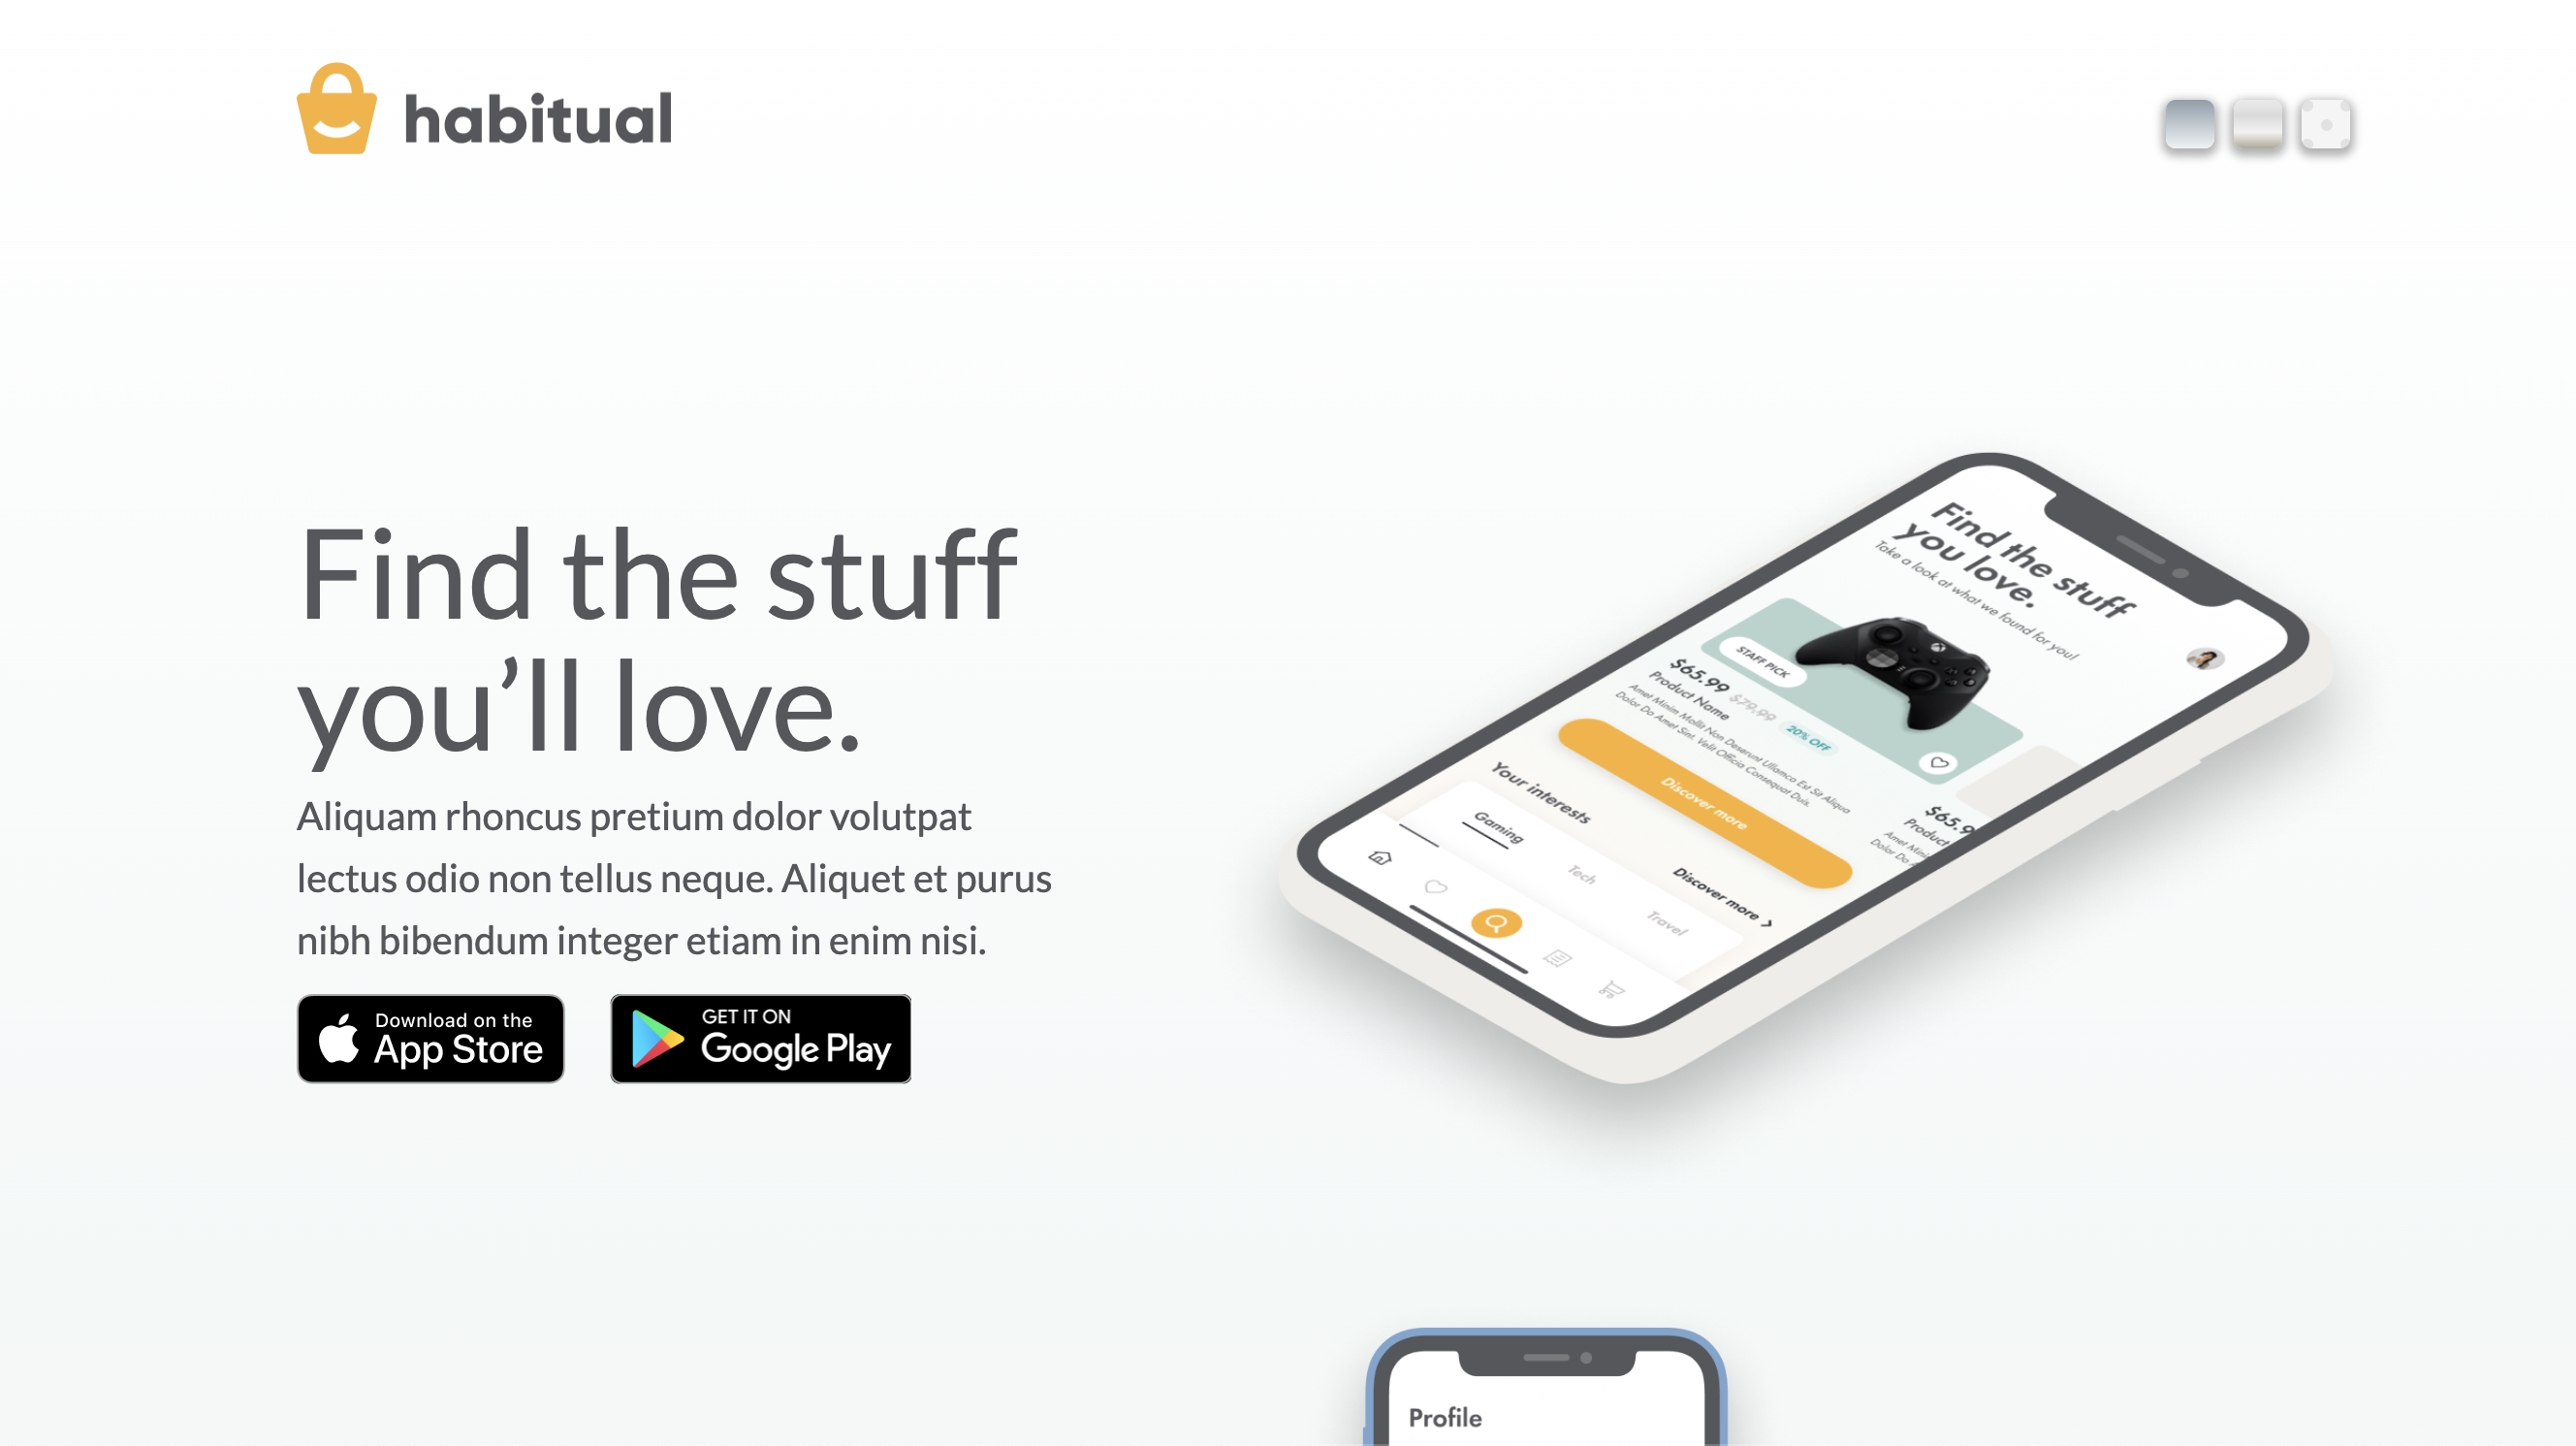 habitual
Find the stuff
you’ll love.
Aliquam rhoncus pretium dolor volutpat
lectus odio non tellus neque. Aliquet et purus
nibh bibendum integer etiam in enim nisi.
Download on the
App Store
GET IT ON
Google Play
Find the stuff
you love.
Take a look at what we found for you!
STAFF PICK
$65.99 $79.99 20% OFF
Product Name
Amet Minim Mollit Non Deserunt Ullamco Est Sit Aliqua
Dolor Do Amet Sint. Velit Officia Consequat Duis.
Discover more
$65.9
Product
Amet Mini
Dolor Do
Your interests
Discover more
Gaming
Tech
Travel
Profile